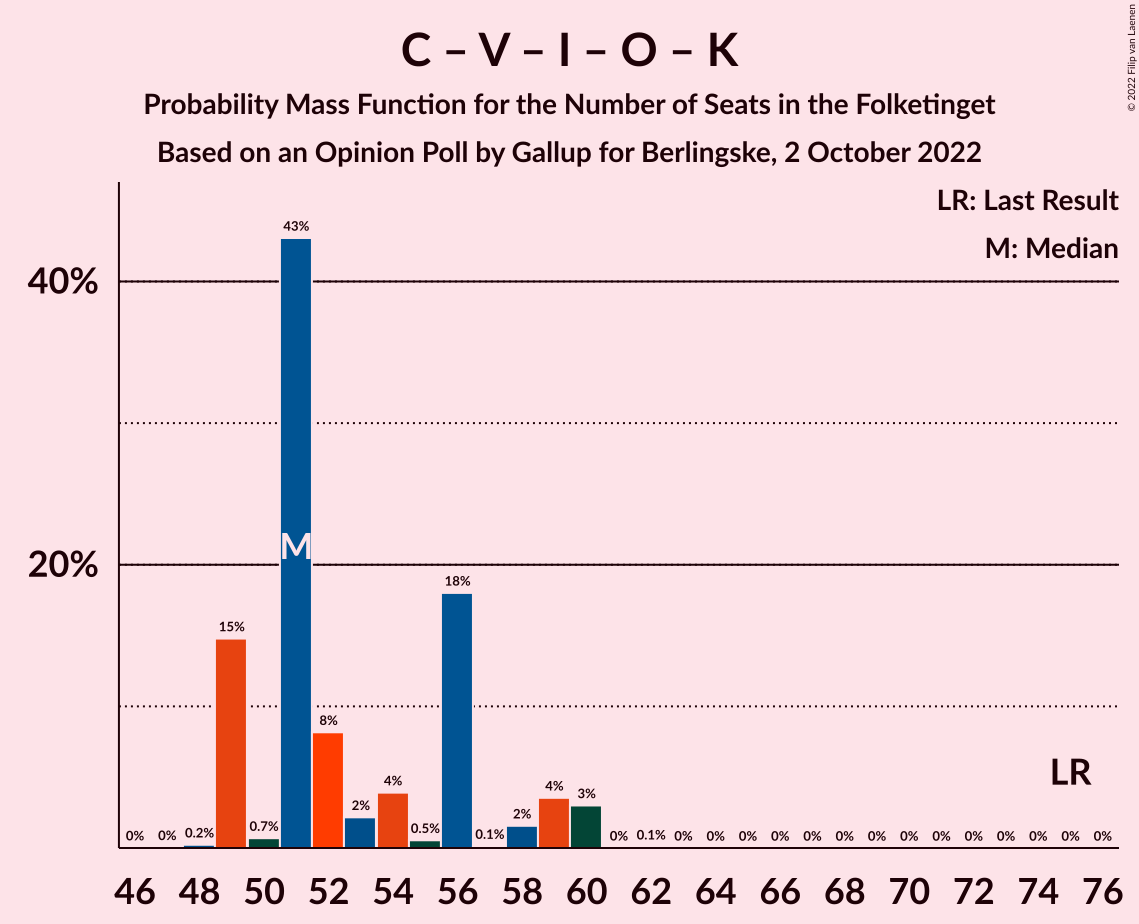 C – V – I – O – K
Probability Mass Function for the Number of Seats in the Folketinget
Based on an Opinion Poll by Gallup for Berlingske, 2 October 2022
© 2022 Filip van Laenen
LR: Last Result
M: Median
40%
20%
0% 0% 0.2% 15% 0.7% 43% 8% 2% 4% 0.5% 18% 0.1% 2% 4% 3% 0% 0.1% 0% 0% 0% 0% 0% 0% 0% 0% 0% 0% 0% 0% 0% 0%
M
LR
46 48 50 52 54 56 58 60 62 64 66 68 70 72 74 76